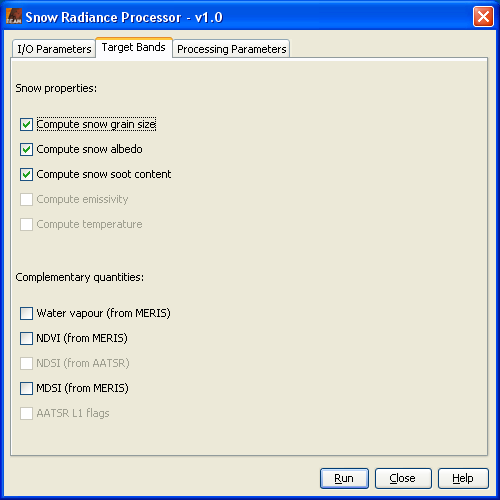 Snow Radiance Processor - v1.0
I/O Parameters Target Bands Processing Parameters
Snow properties:
Compute snow grain size
Compute snow albedo
Compute snow soot content
Compute emissivity
Compute temperature
Complementary quantities:
Water vapour (from MERIS)
NDVI (from MERIS)
NDSI (from AATSR)
MDSI (from MERIS)
AATSR L1 flags
Run Close Help